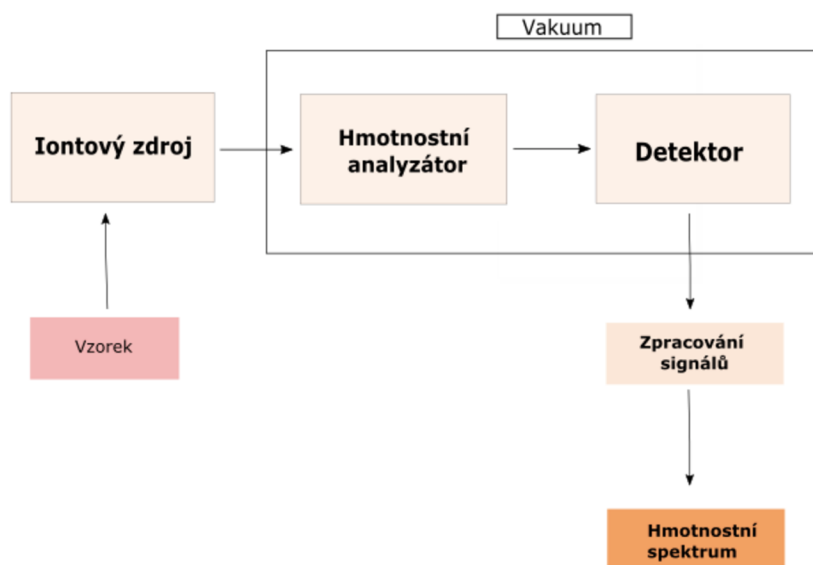 Vakuum
Iontový zdroj
Hmotnostní
analyzátor
Detektor
Vzorek
Zpracování
signálů
Hmotnostní
spektrum